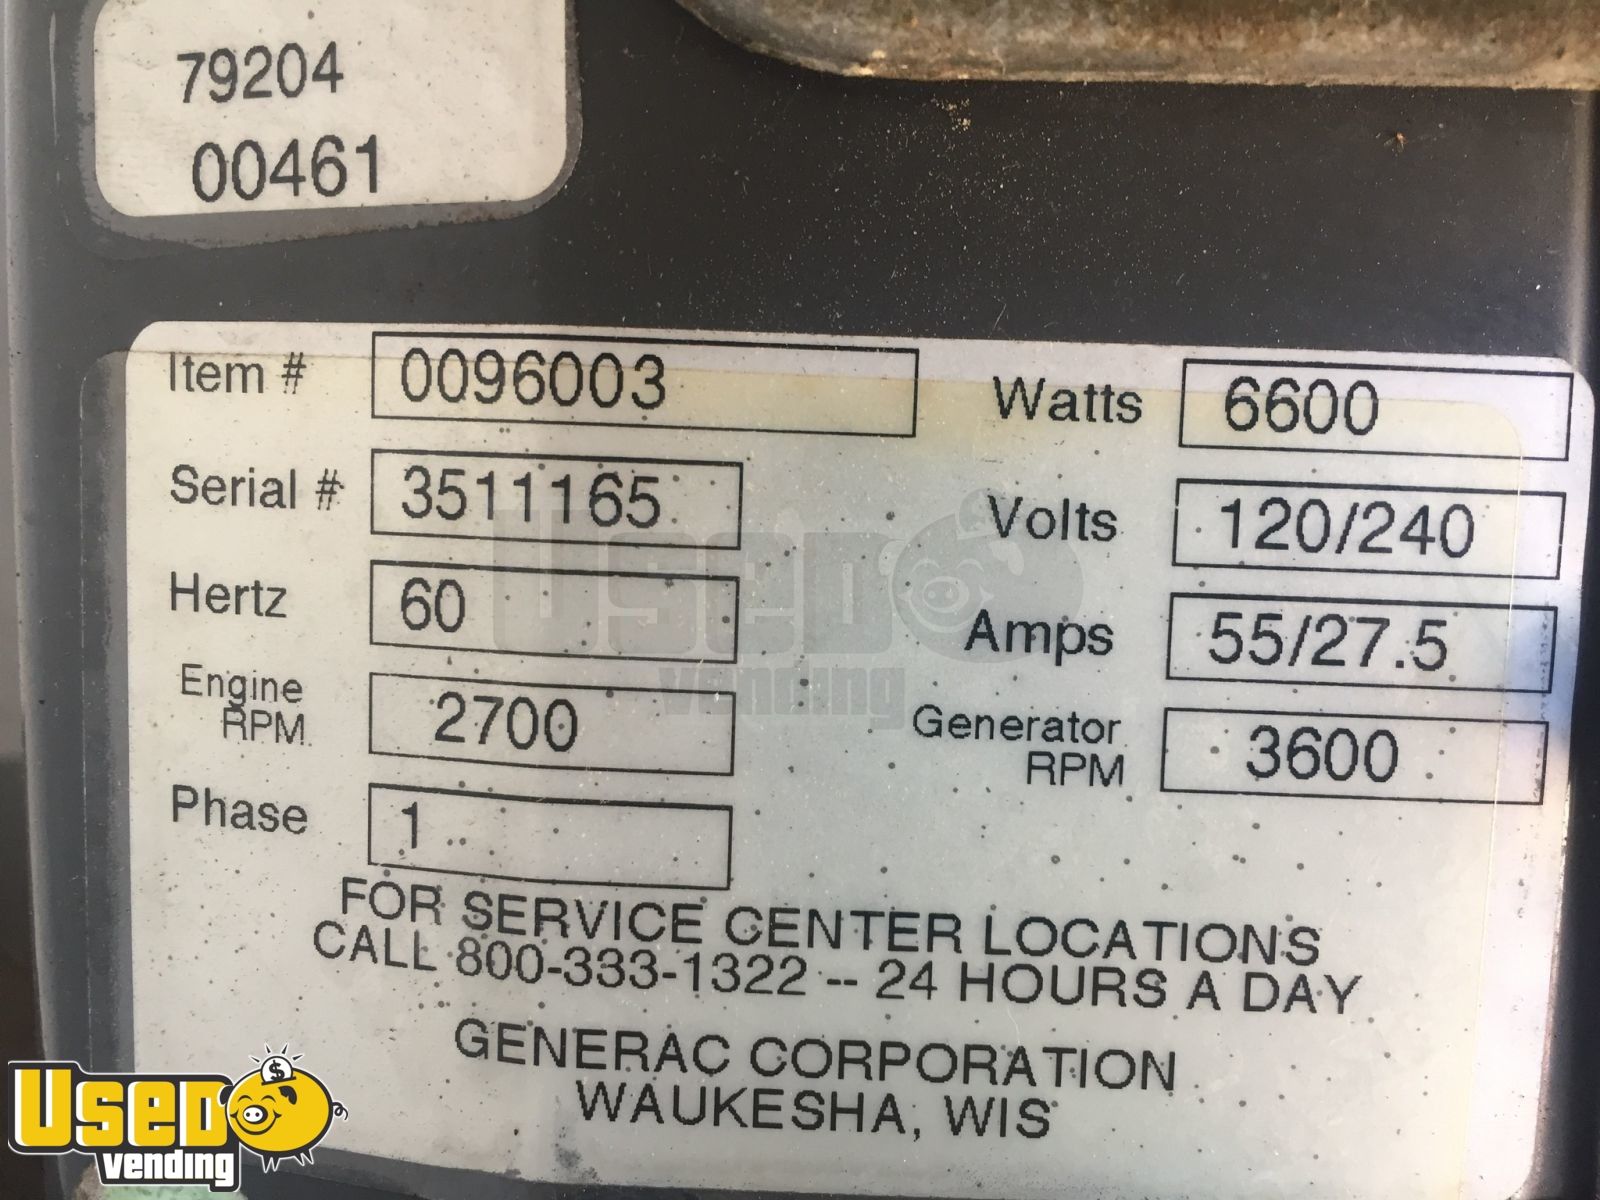 79204
00461
Item # 0096003 Watts 6600
Serial # 3511165 Volts 120/240
Hertz 60 Amps 55/27.5
Engine RPM 2700 Generator RPM 3600
Phase 1
FOR SERVICE CENTER LOCATIONS
CALL 800-333-1322 -- 24 HOURS A DAY
GENERAC CORPORATION
WAUKESHA, WIS
USED
vending
$
USED
vending